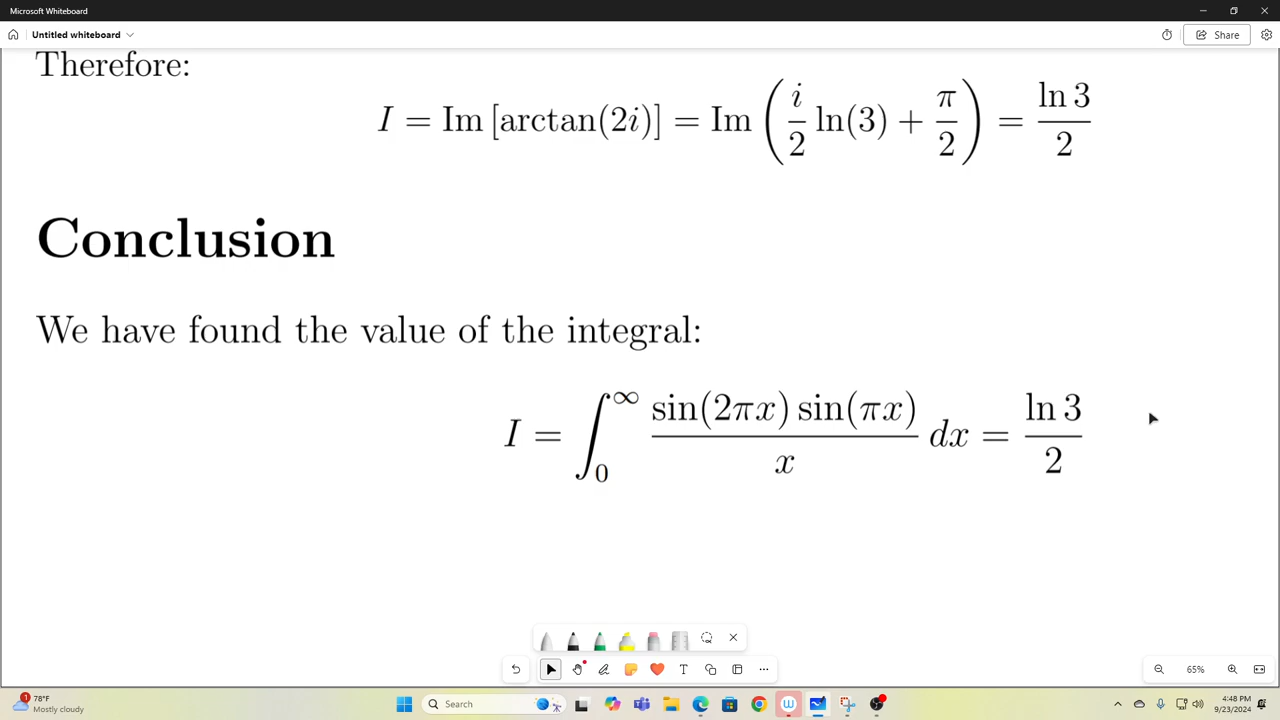 Microsoft Whiteboard
Untitled whiteboard
Share
Therefore:
I = Im [arctan(2i)] = Im (i/2 ln(3) + π/2) = ln 3/2
Conclusion
We have found the value of the integral:
I = ∫₀^∞ sin(2πx) sin(πx)/x dx = ln 3/2
T
65%
1
78°F
Mostly cloudy
Search
4:48 PM
9/23/2024